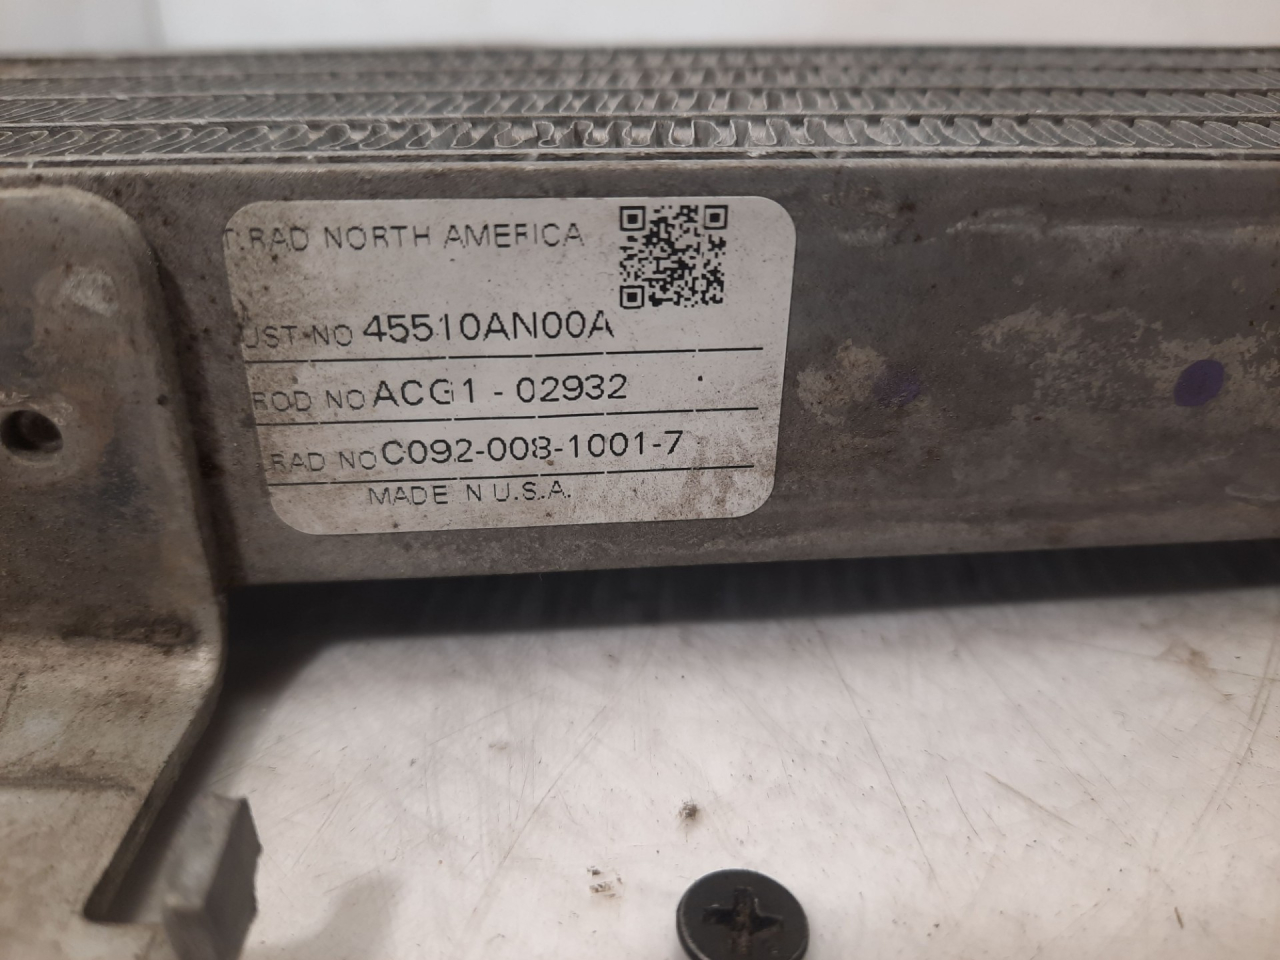 T.RAD NORTH AMERICA
UST-NO 45510AN00A
ROD NO ACG1 - 02932
RAD NO C092-008-1001-7
MADE N U.S.A.